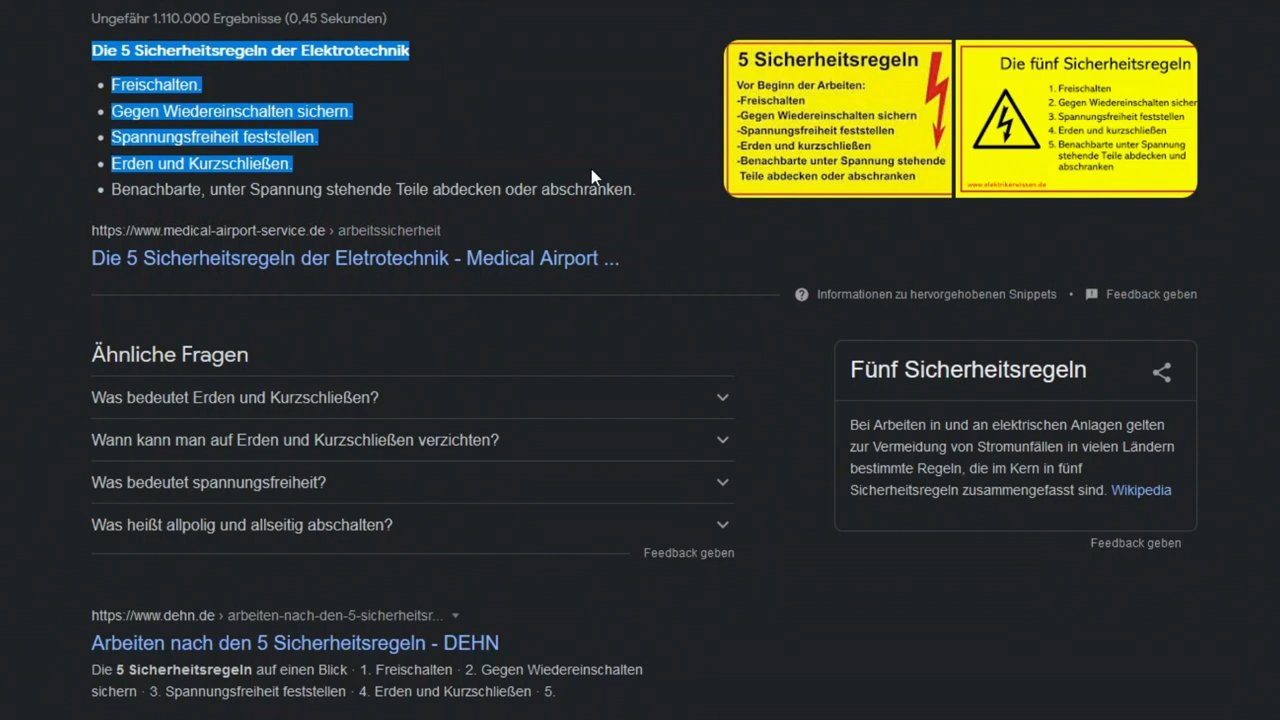 Ungefähr 1.110.000 Ergebnisse (0,45 Sekunden)
Die 5 Sicherheitsregeln der Elektrotechnik
Freischalten.
Gegen Wiedereinschalten sichern.
Spannungsfreiheit feststellen.
Erden und Kurzschließen.
Benachbarte, unter Spannung stehende Teile abdecken oder abschranken.
https://www.medical-airport-service.de › arbeitssicherheit
Die 5 Sicherheitsregeln der Eletrotechnik - Medical Airport ...
5 Sicherheitsregeln
Vor Beginn der Arbeiten:
-Freischalten
-Gegen Wiedereinschalten sichern
-Spannungsfreiheit feststellen
-Erden und kurzschließen
-Benachbarte unter Spannung stehende
Teile abdecken oder abschranken
Die fünf Sicherheitsregeln
1. Freischalten
2. Gegen Wiedereinschalten sicher
3. Spannungsfreiheit feststellen
4. Erden und kurzschließen
5. Benachbarte unter Spannung
stehende Teile abdecken und
abschranken
www.elektrikerwissen.de
Informationen zu hervorgehobenen Snippets • Feedback geben
Ähnliche Fragen
Was bedeutet Erden und Kurzschließen?
Wann kann man auf Erden und Kurzschließen verzichten?
Was bedeutet spannungsfreiheit?
Was heißt allpolig und allseitig abschalten?
Feedback geben
Fünf Sicherheitsregeln
Bei Arbeiten in und an elektrischen Anlagen gelten
zur Vermeidung von Stromunfällen in vielen Ländern
bestimmte Regeln, die im Kern in fünf
Sicherheitsregeln zusammengefasst sind. Wikipedia
Feedback geben
https://www.dehn.de › arbeiten-nach-den-5-sicherheitsr...
Arbeiten nach den 5 Sicherheitsregeln - DEHN
Die 5 Sicherheitsregeln auf einen Blick · 1. Freischalten · 2. Gegen Wiedereinschalten
sichern · 3. Spannungsfreiheit feststellen · 4. Erden und Kurzschließen · 5.